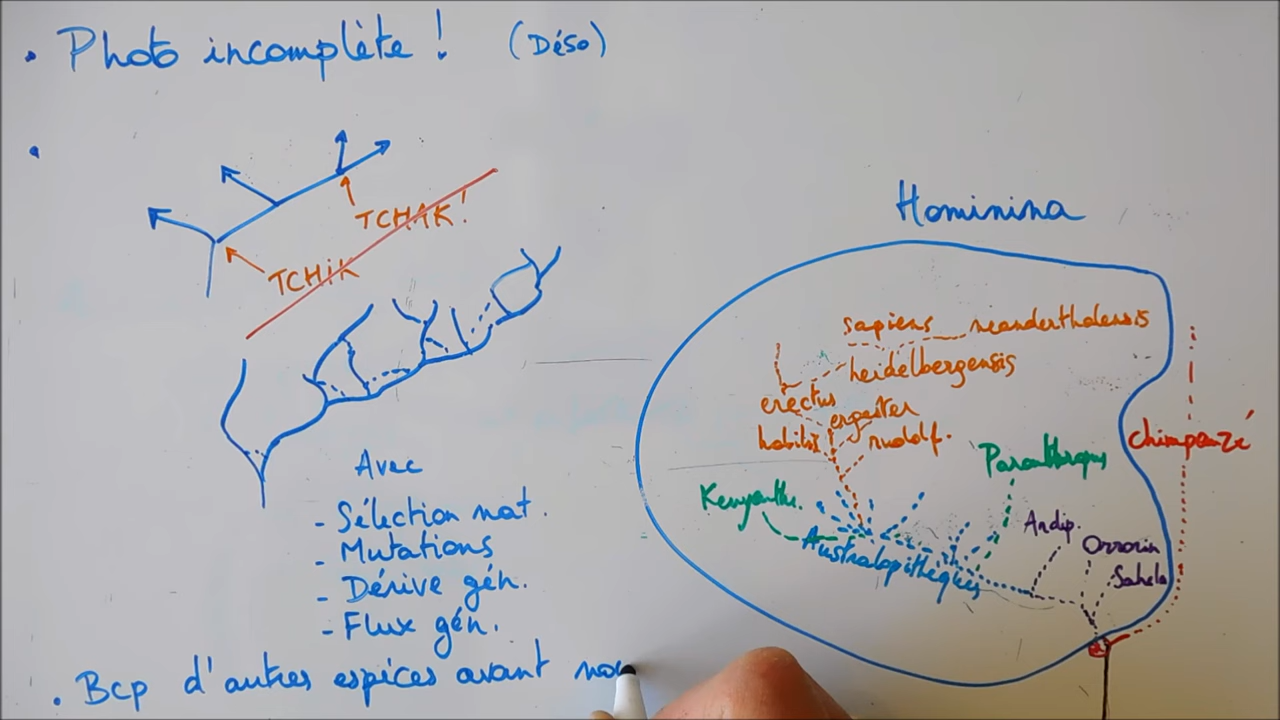 • Photo incomplète ! (Déso)
•
TCHAK!
TCHIK
Avec
- Sélection nat.
- Mutations
- Dérive gén.
- Flux gén.
• Bcp d'autres espèces avant
Hominina
sapiens neanderthalensis
heidelbergensis
erectus
ergaster
habilis rudolf.
chimpanzé
Paranthropus
Kenyanthr.
Australopithèques
Ardip.
Orrorin
Sahela